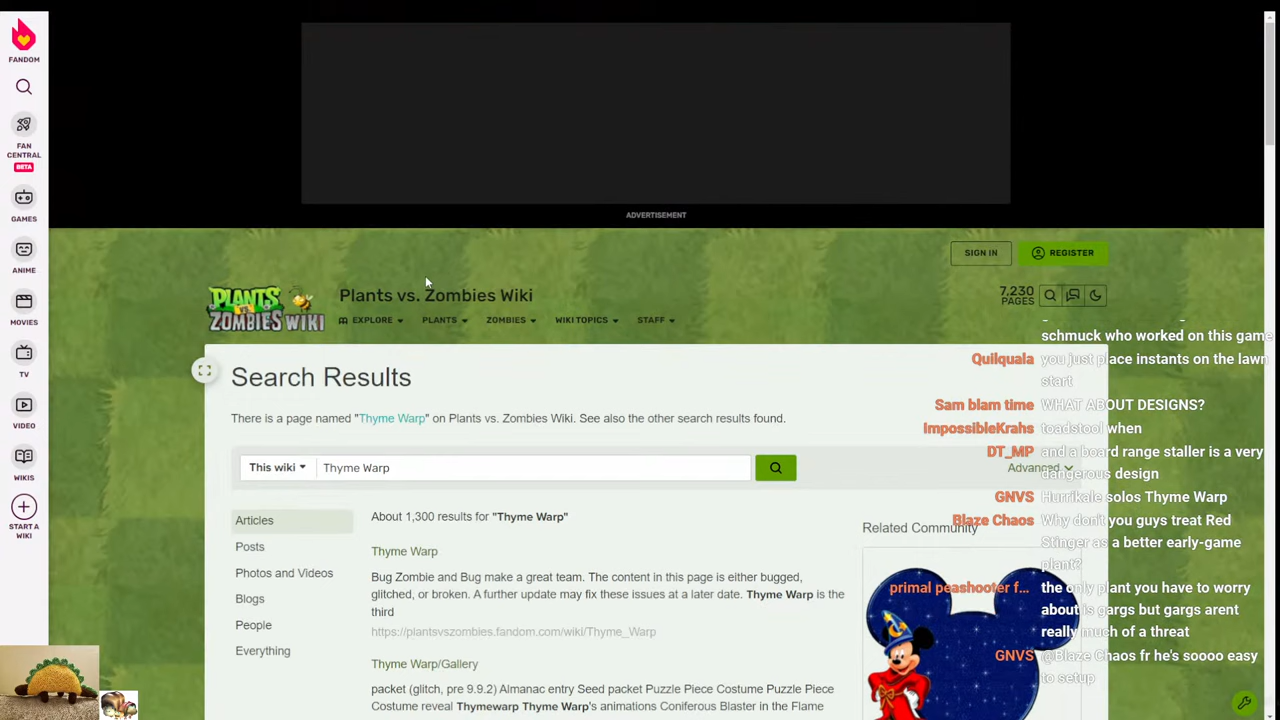 FANDOM
FAN
CENTRAL
BETA
GAMES
ANIME
MOVIES
TV
VIDEO
WIKIS
START A
WIKI
ADVERTISEMENT
SIGN IN
REGISTER
PLANTS
VS.
ZOMBIES WIKI
Plants vs. Zombies Wiki
7,230
PAGES
EXPLORE
PLANTS
ZOMBIES
WIKI TOPICS
STAFF
Search Results
There is a page named "Thyme Warp" on Plants vs. Zombies Wiki. See also the other search results found.
This wiki
Thyme Warp
Advanced
Articles
Posts
Photos and Videos
Blogs
People
Everything
About 1,300 results for "Thyme Warp"
Thyme Warp
Bug Zombie and Bug make a great team. The content in this page is either bugged,
glitched, or broken. A further update may fix these issues at a later date. Thyme Warp is the
third
https://plantsvszombies.fandom.com/wiki/Thyme_Warp
Thyme Warp/Gallery
packet (glitch, pre 9.9.2) Almanac entry Seed packet Puzzle Piece Costume Puzzle Piece
Costume reveal Thymewarp Thyme Warp's animations Coniferous Blaster in the Flame
Related Community
schmuck who worked on this game
Quilquala you just place instants on the lawn
start
Sam blam time WHAT ABOUT DESIGNS?
ImpossibleKrahs toadstool when
DT_MP and a board range staller is a very
dangerous design
GNVS Hurrikale solos Thyme Warp
Blaze Chaos Why don't you guys treat Red
Stinger as a better early-game
plant?
primal peashooter f... the only plant you have to worry
about is gargs but gargs arent
really much of a threat
GNVS @Blaze Chaos fr he's soooo easy
to setup